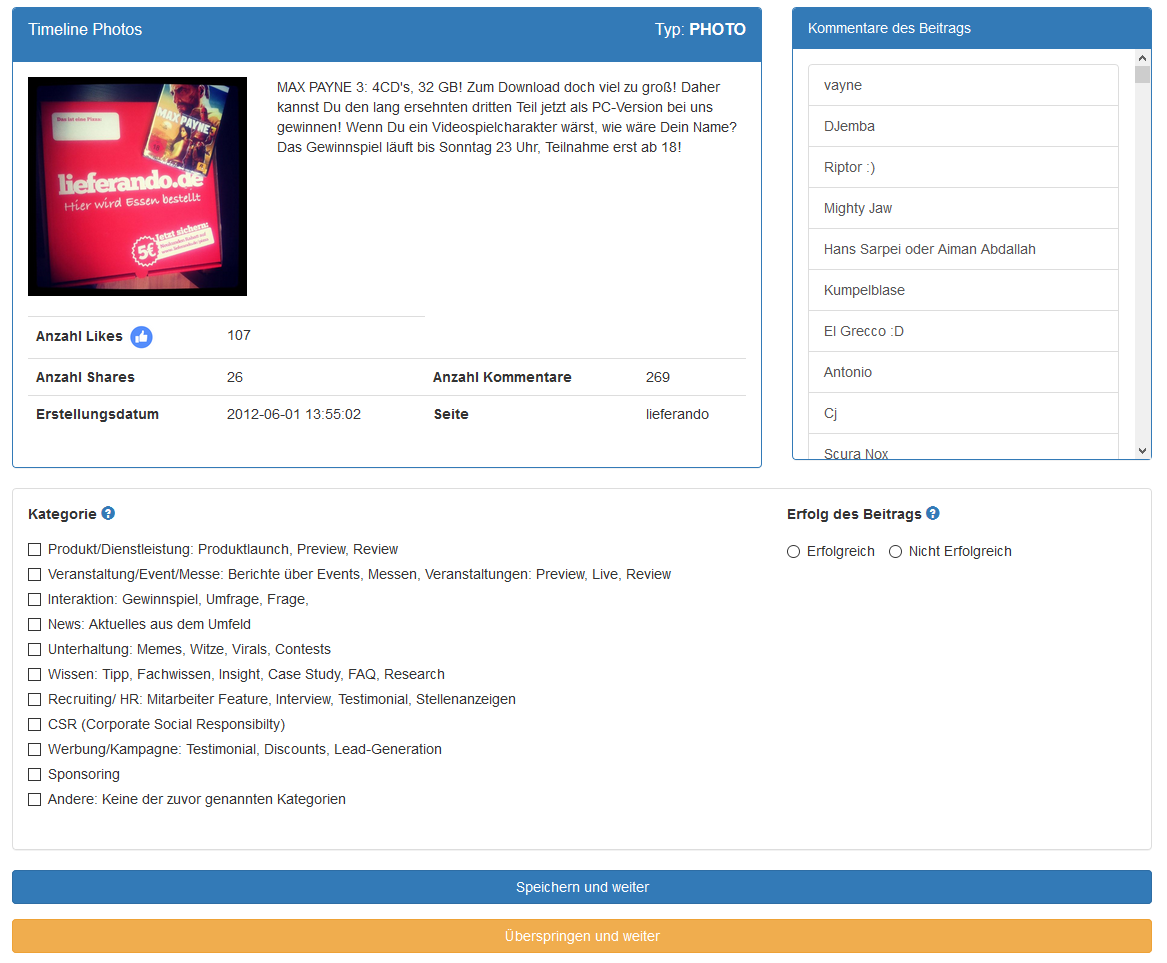 Timeline Photos
Typ: PHOTO
Das ist eine Pizza.
MAX PAYNE
lieferando.de
Hier wird Essen bestellt
5€
Jetzt sichern:
MAX PAYNE 3: 4CD's, 32 GB! Zum Download doch viel zu groß! Daher
kannst Du den lang ersehnten dritten Teil jetzt als PC-Version bei uns
gewinnen! Wenn Du ein Videospielcharakter wärst, wie wäre Dein Name?
Das Gewinnspiel läuft bis Sonntag 23 Uhr, Teilnahme erst ab 18!
Anzahl Likes 107
Anzahl Shares 26 Anzahl Kommentare 269
Erstellungsdatum 2012-06-01 13:55:02 Seite lieferando
Kommentare des Beitrags
vayne
DJemba
Riptor :)
Mighty Jaw
Hans Sarpei oder Aiman Abdallah
Kumpelblase
El Grecco :D
Antonio
Cj
Scura Nox
Kategorie ?
Produkt/Dienstleistung: Produktlaunch, Preview, Review
Veranstaltung/Event/Messe: Berichte über Events, Messen, Veranstaltungen: Preview, Live, Review
Interaktion: Gewinnspiel, Umfrage, Frage,
News: Aktuelles aus dem Umfeld
Unterhaltung: Memes, Witze, Virals, Contests
Wissen: Tipp, Fachwissen, Insight, Case Study, FAQ, Research
Recruiting/ HR: Mitarbeiter Feature, Interview, Testimonial, Stellenanzeigen
CSR (Corporate Social Responsibilty)
Werbung/Kampagne: Testimonial, Discounts, Lead-Generation
Sponsoring
Andere: Keine der zuvor genannten Kategorien
Erfolg des Beitrags ?
Erfolgreich Nicht Erfolgreich
Speichern und weiter
Überspringen und weiter